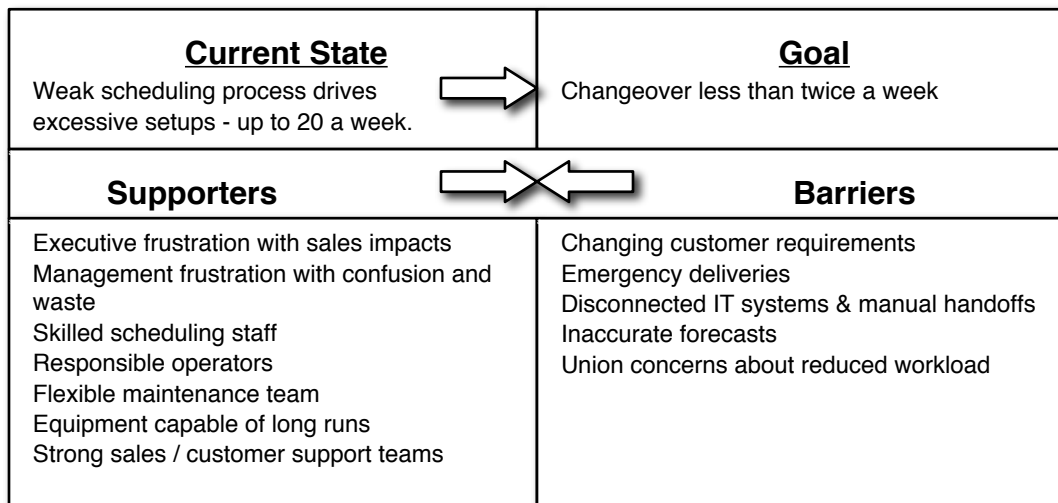 Current State
Weak scheduling process drives
excessive setups - up to 20 a week.
Goal
Changeover less than twice a week
Supporters
Barriers
Executive frustration with sales impacts
Management frustration with confusion and
waste
Skilled scheduling staff
Responsible operators
Flexible maintenance team
Equipment capable of long runs
Strong sales / customer support teams
Changing customer requirements
Emergency deliveries
Disconnected IT systems & manual handoffs
Inaccurate forecasts
Union concerns about reduced workload